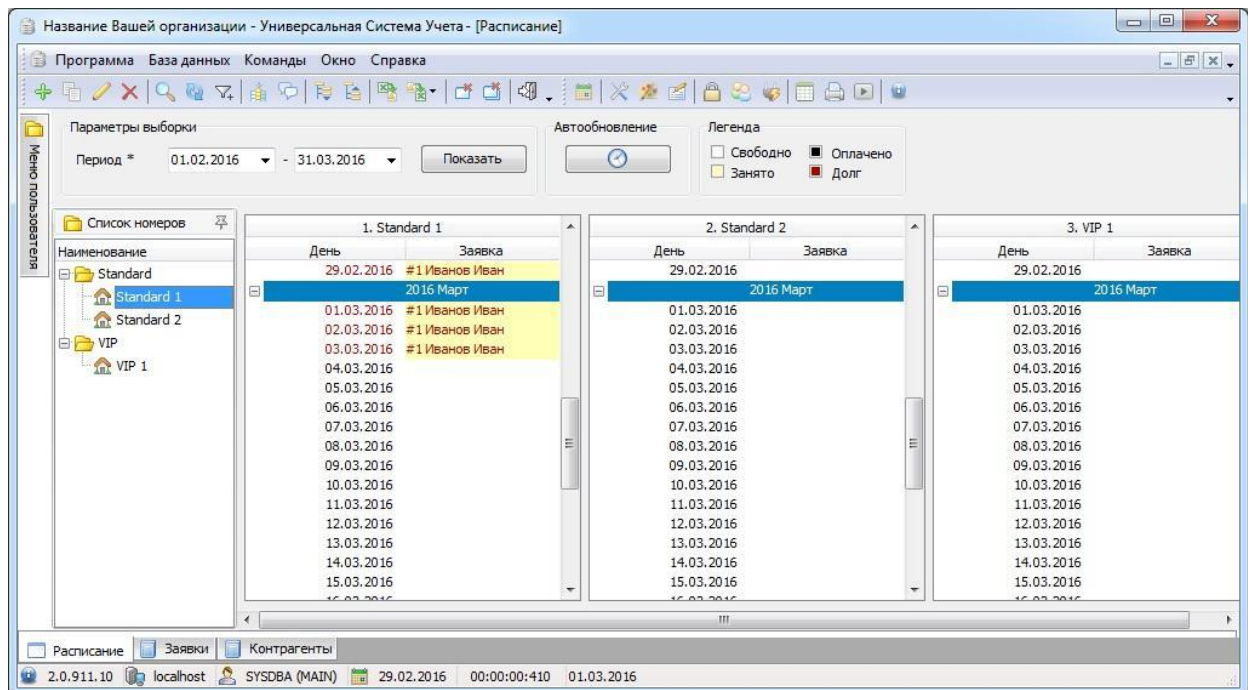 Название Вашей организации - Универсальная Система Учета - [Расписание]
Программа База данных Команды Окно Справка
Меню пользователя
Параметры выборки
Период * 01.02.2016 - 31.03.2016 Показать
Автообновление
Легенда
Свободно Оплачено
Занято Долг
Список номеров
Наименование
Standard
Standard 1
Standard 2
VIP
VIP 1
1. Standard 1
День Заявка
29.02.2016 #1 Иванов Иван
2016 Март
01.03.2016 #1 Иванов Иван
02.03.2016 #1 Иванов Иван
03.03.2016 #1 Иванов Иван
04.03.2016
05.03.2016
06.03.2016
07.03.2016
08.03.2016
09.03.2016
10.03.2016
11.03.2016
12.03.2016
13.03.2016
14.03.2016
15.03.2016
16.03.2016
2. Standard 2
День Заявка
29.02.2016
2016 Март
01.03.2016
02.03.2016
03.03.2016
04.03.2016
05.03.2016
06.03.2016
07.03.2016
08.03.2016
09.03.2016
10.03.2016
11.03.2016
12.03.2016
13.03.2016
14.03.2016
15.03.2016
16.03.2016
3. VIP 1
День Заявка
29.02.2016
2016 Март
01.03.2016
02.03.2016
03.03.2016
04.03.2016
05.03.2016
06.03.2016
07.03.2016
08.03.2016
09.03.2016
10.03.2016
11.03.2016
12.03.2016
13.03.2016
14.03.2016
15.03.2016
16.03.2016
Расписание Заявки Контрагенты
2.0.911.10 localhost SYSDBA (MAIN) 29.02.2016 00:00:00:410 01.03.2016